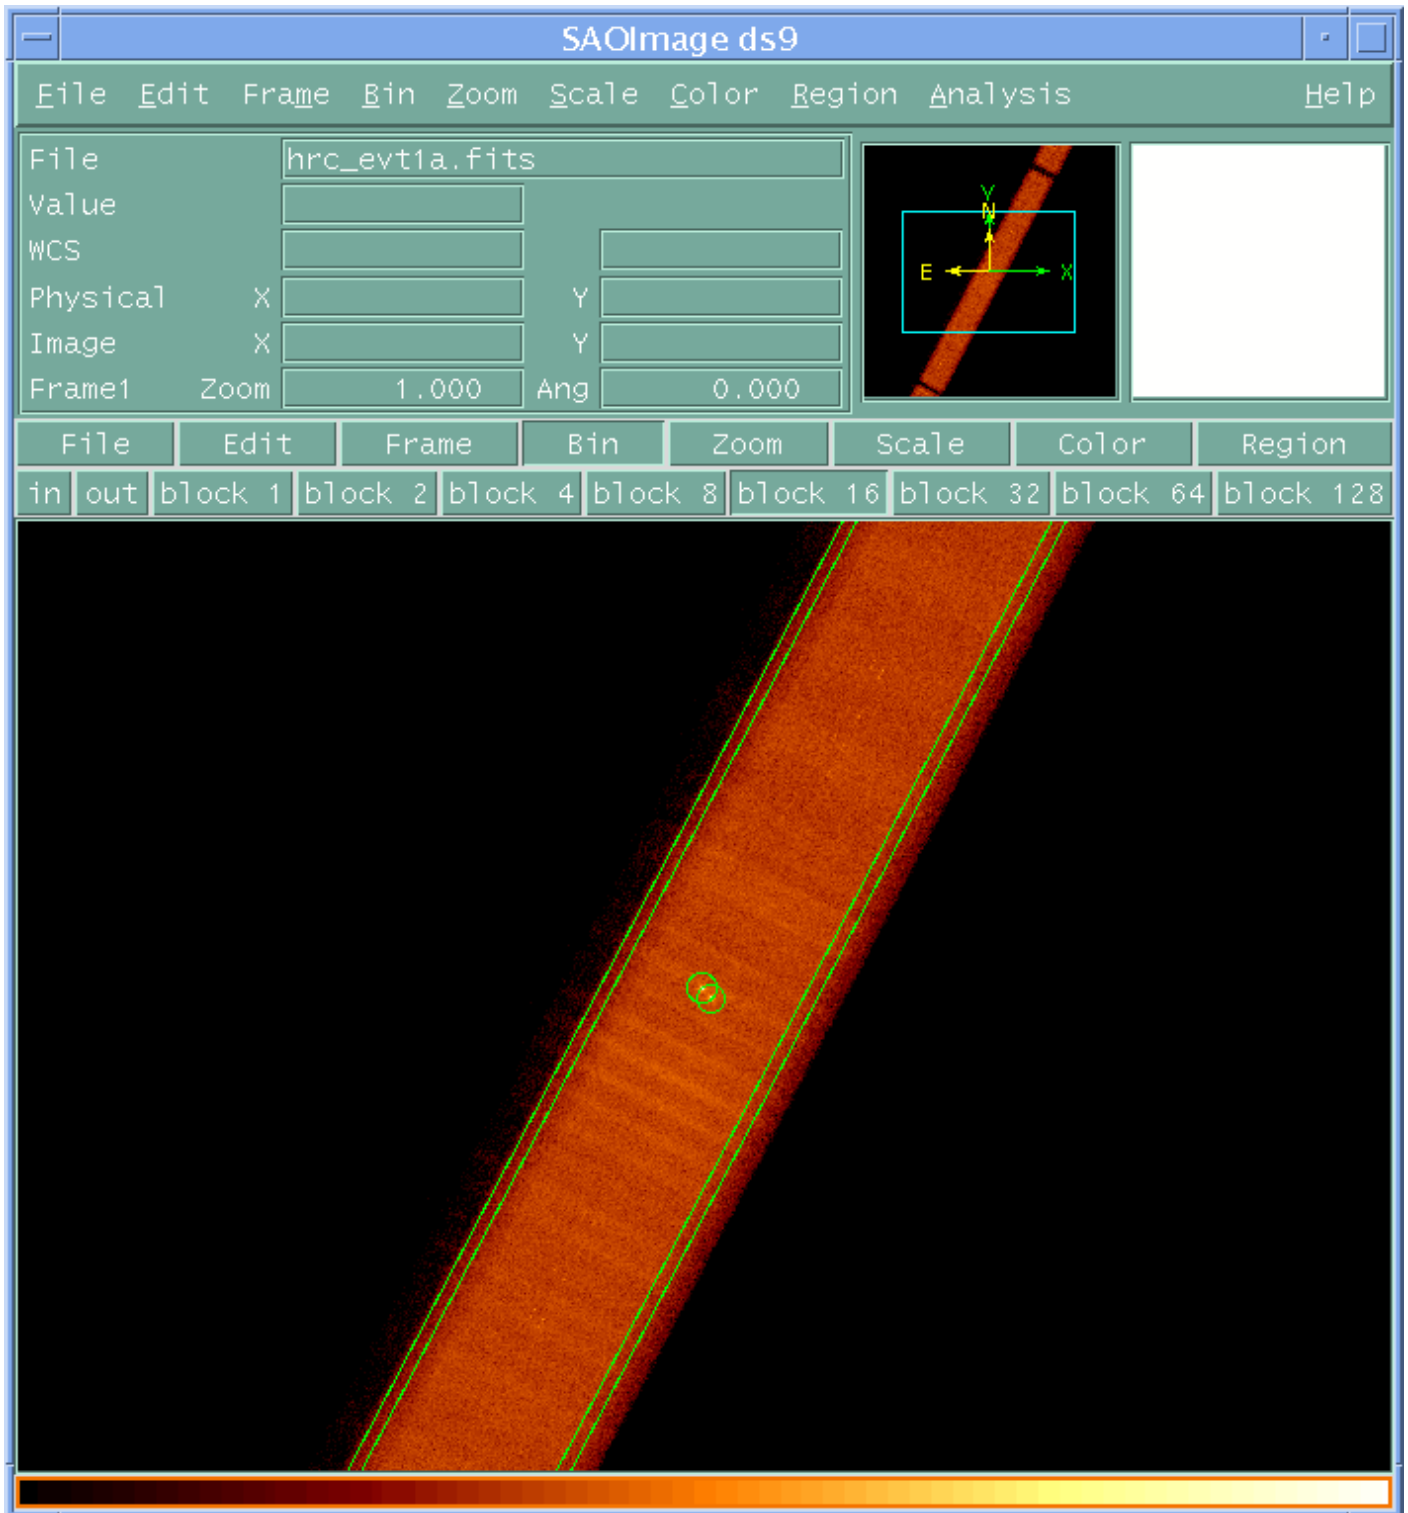 SAOImage ds9
File Edit Frame Bin Zoom Scale Color Region Analysis Help
File hrc_evt1a.fits
Value
WCS
Physical X Y
Image X Y
Frame1 Zoom 1.000 Ang 0.000
Y
N
E X
File Edit Frame Bin Zoom Scale Color Region
in out block 1 block 2 block 4 block 8 block 16 block 32 block 64 block 128